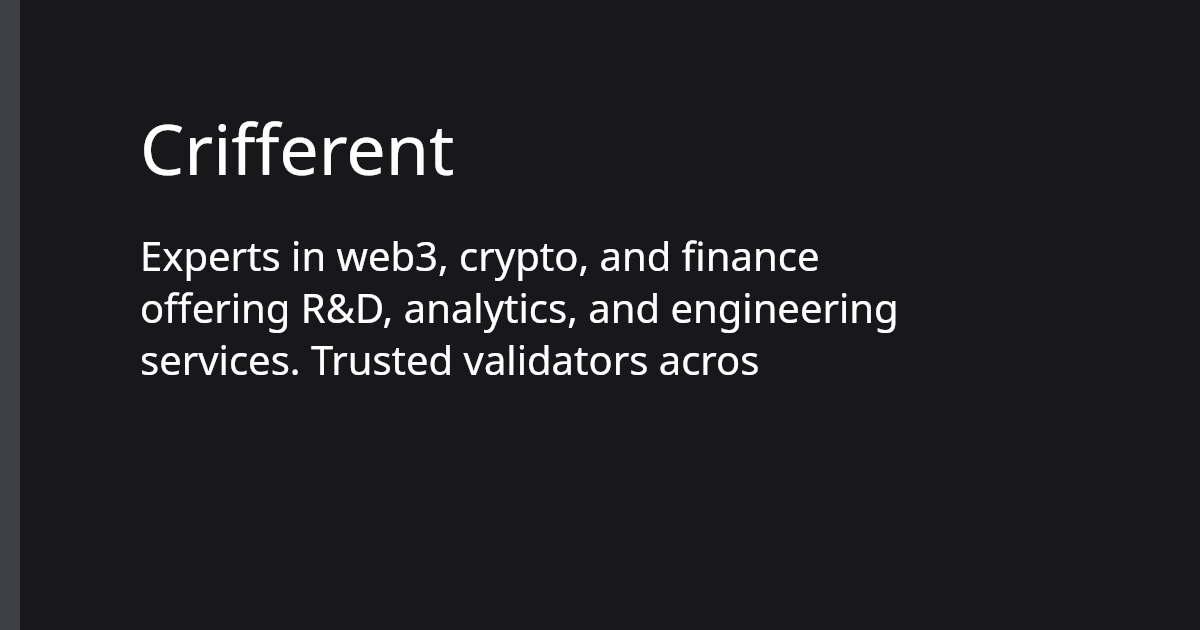 Crifferent
Experts in web3, crypto, and finance
offering R&D, analytics, and engineering
services. Trusted validators acros